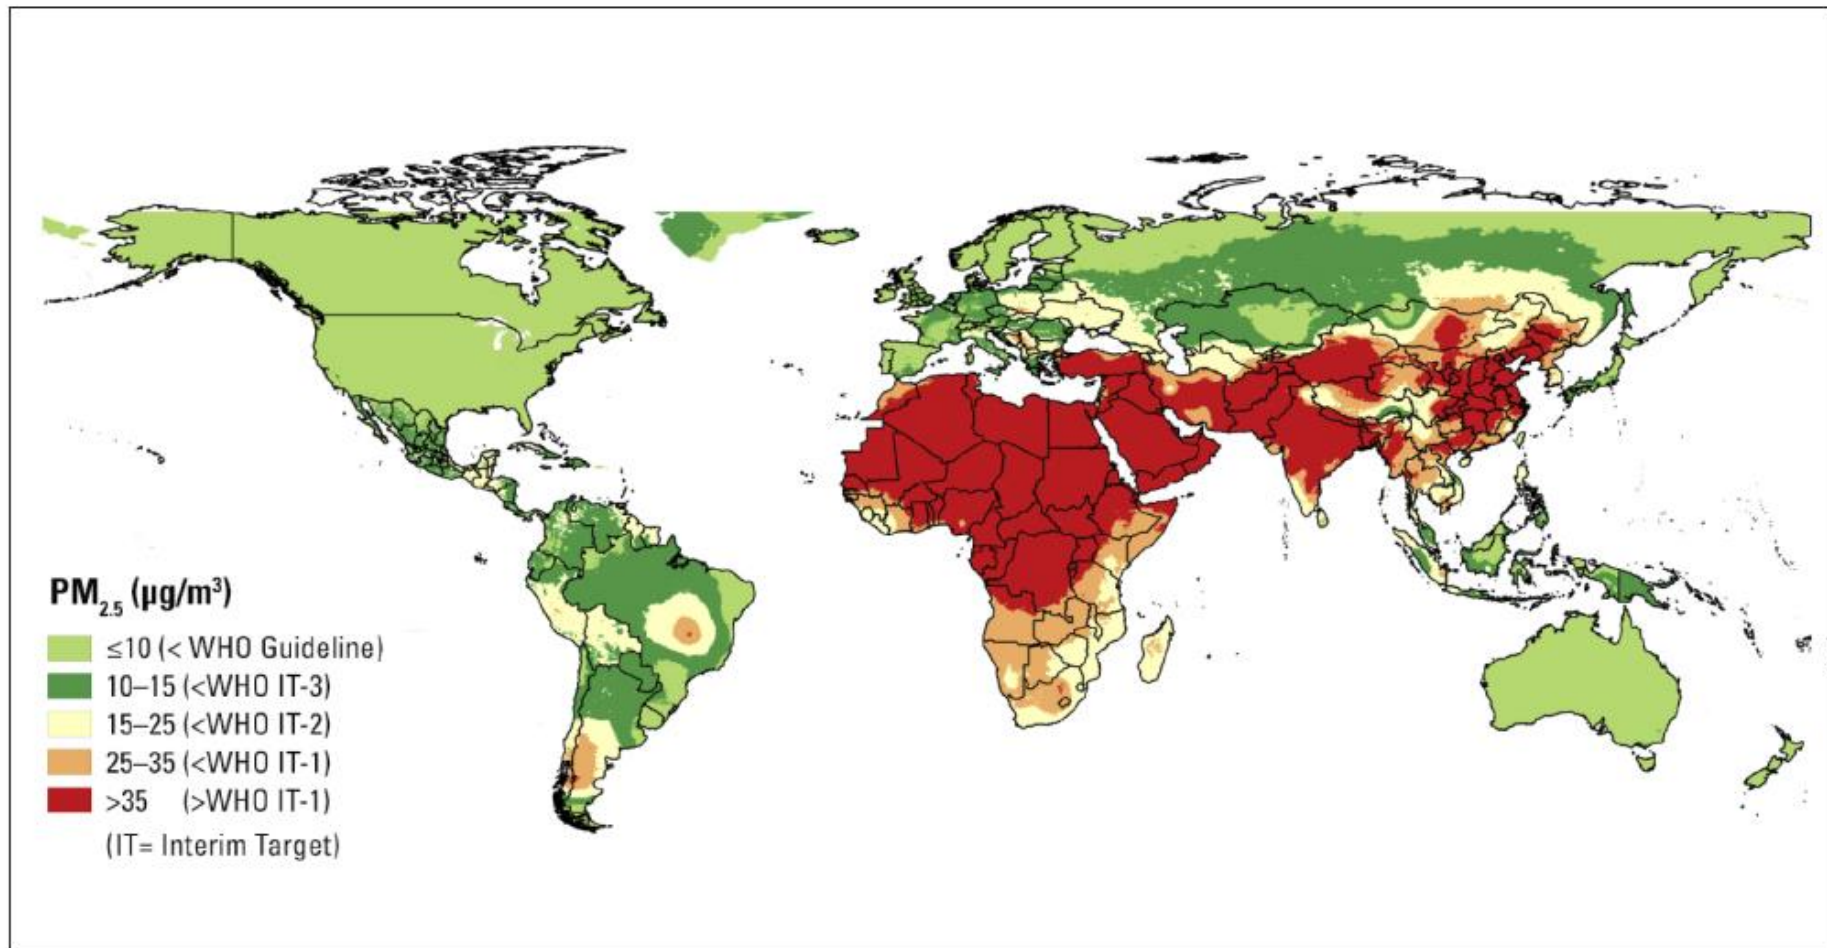 PM2.5 (µg/m³)
≤10 (< WHO Guideline)
10–15 (<WHO IT-3)
15–25 (<WHO IT-2)
25–35 (<WHO IT-1)
>35 (>WHO IT-1)
(IT= Interim Target)